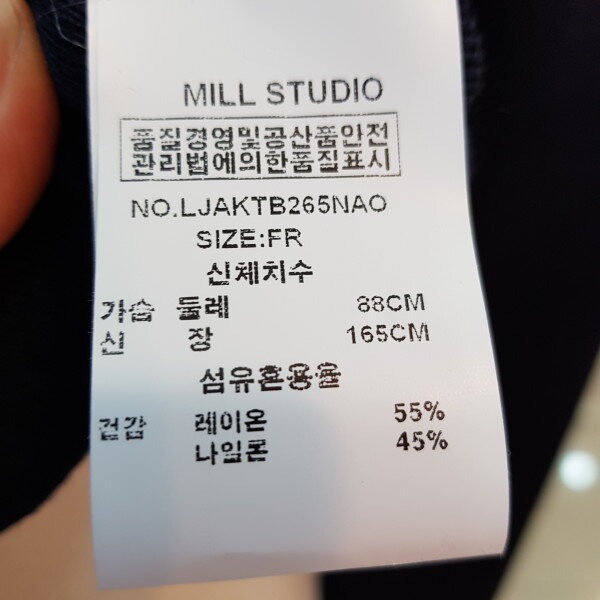 MILL STUDIO
품질경영및공산품안전
관리법에의한품질표시
NO.LJAKTB265NAO
SIZE:FR
신체치수
가슴 둘레 88CM
신 장 165CM
섬유혼용율
겉감 레이온 55%
나일론 45%